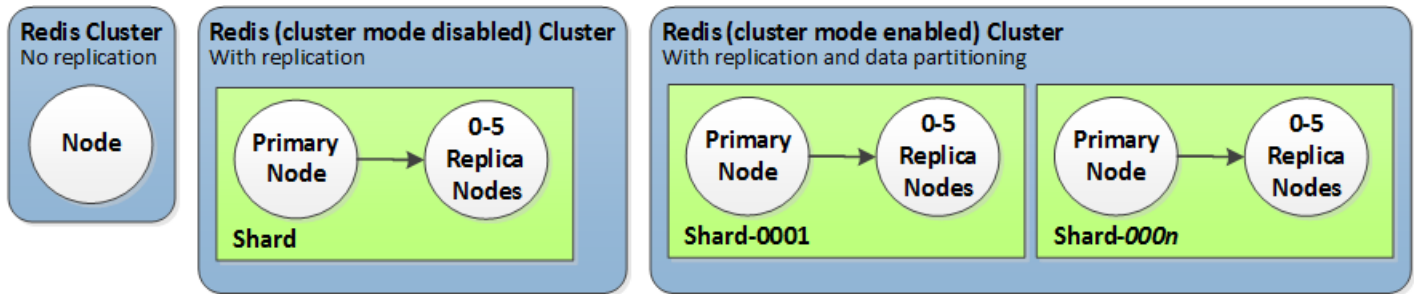 Redis Cluster
No replication
Node
Redis (cluster mode disabled) Cluster
With replication
Primary
Node
0-5
Replica
Nodes
Shard
Redis (cluster mode enabled) Cluster
With replication and data partitioning
Primary
Node
0-5
Replica
Nodes
Shard-0001
Primary
Node
0-5
Replica
Nodes
Shard-000n